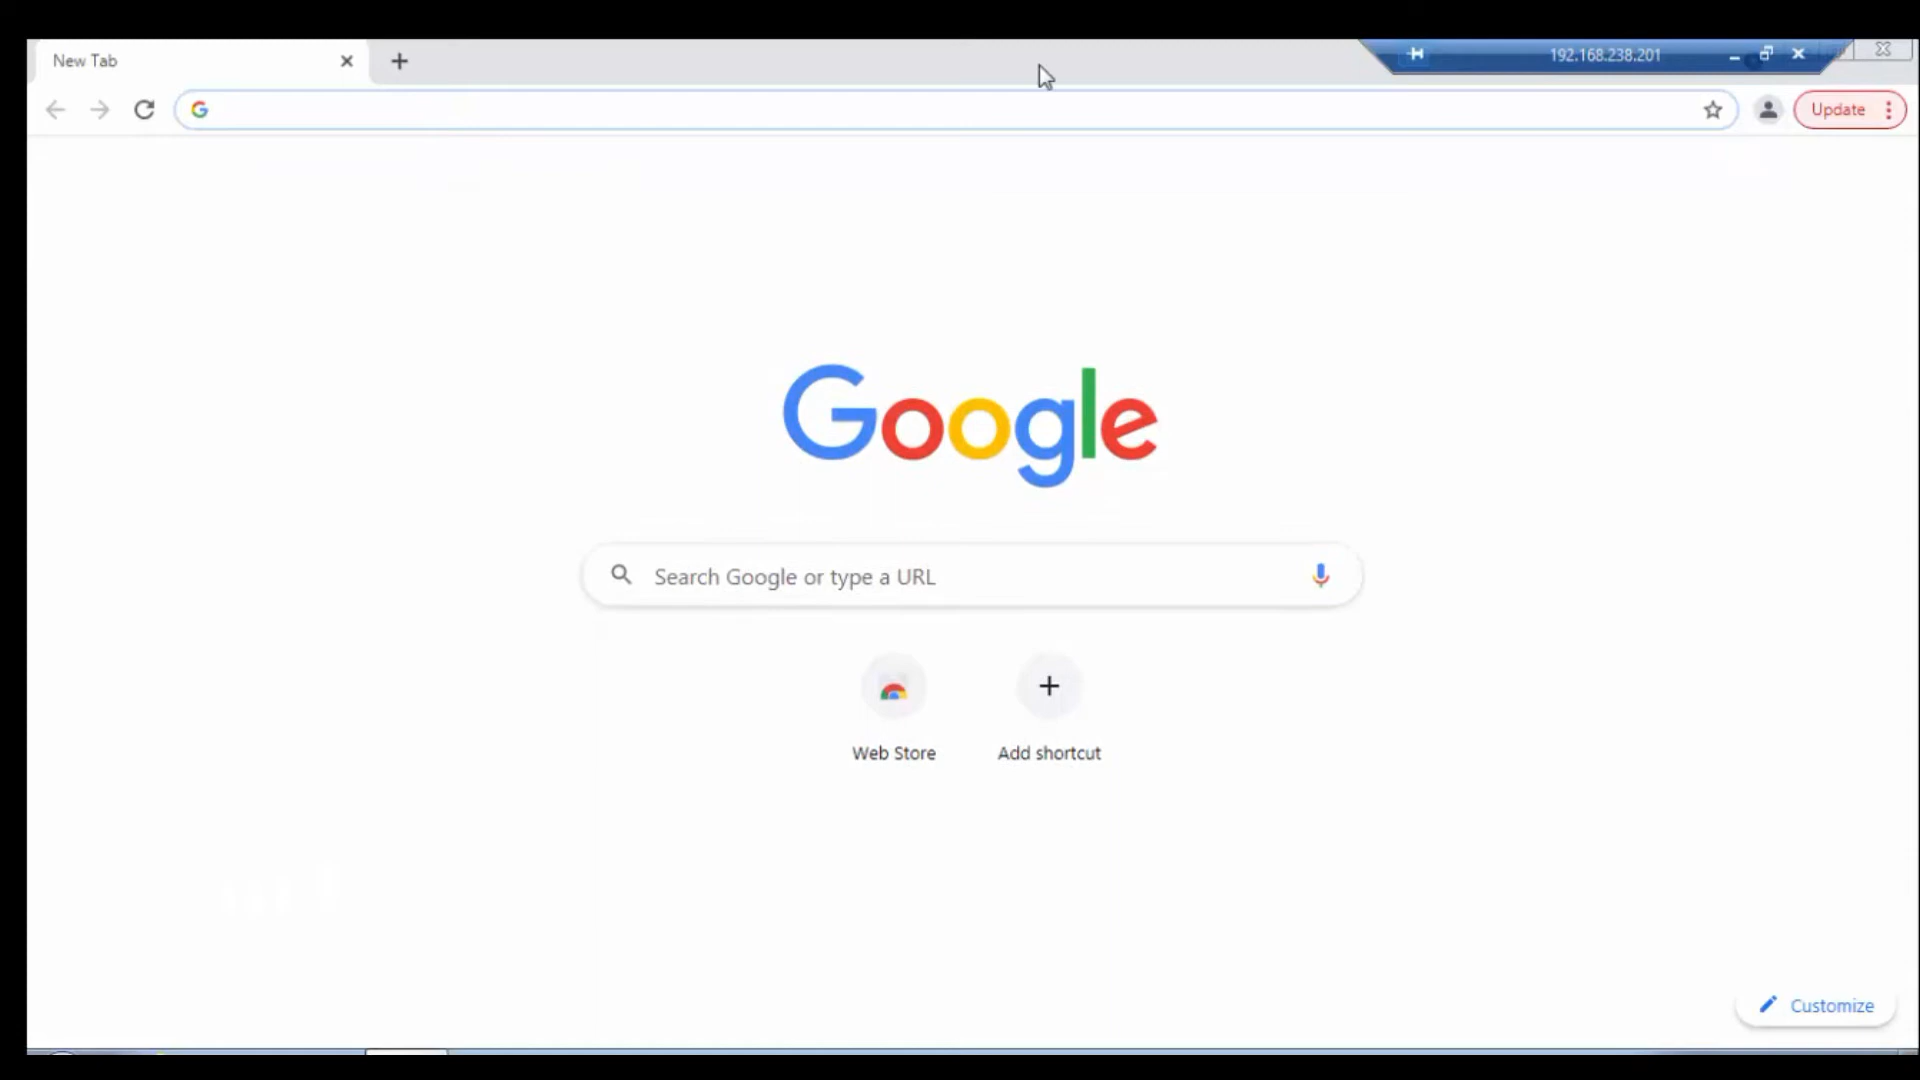 New Tab
192.168.238.201
Update
Google
Search Google or type a URL
Web Store
Add shortcut
Customize